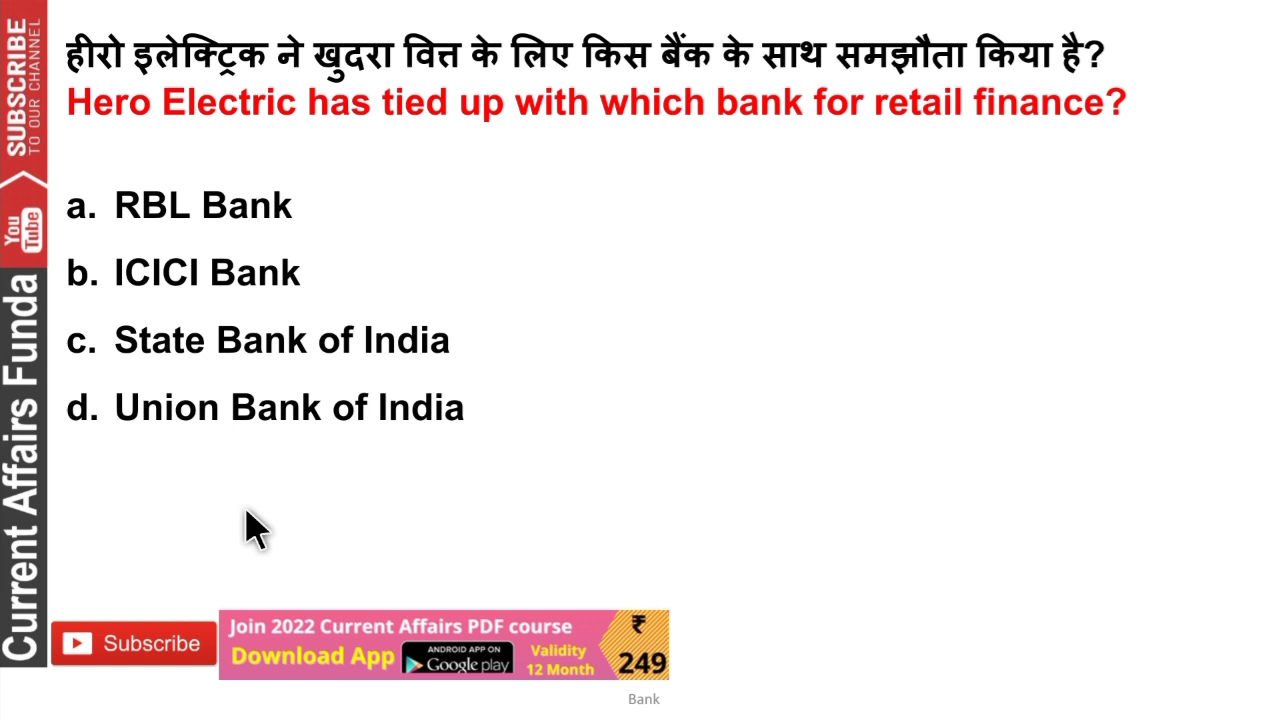 हीरो इलेक्ट्रिक ने खुदरा वित्त के लिए किस बैंक के साथ समझौता किया है?
Hero Electric has tied up with which bank for retail finance?
a. RBL Bank
b. ICICI Bank
c. State Bank of India
d. Union Bank of India
SUBSCRIBE
TO OUR CHANNEL
You
Tube
Current Affairs Funda
Subscribe
Join 2022 Current Affairs PDF course
Download App
ANDROID APP ON
Google play
Validity
12 Month
₹
249
Bank